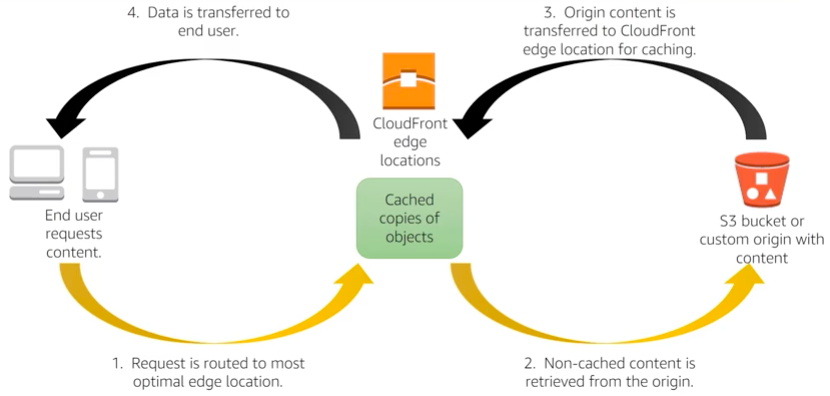 4. Data is transferred to
end user.
3. Origin content is
transferred to CloudFront
edge location for caching.
CloudFront
edge
locations
Cached
copies of
objects
End user
requests
content.
S3 bucket or
custom origin with
content
1. Request is routed to most
optimal edge location.
2. Non-cached content is
retrieved from the origin.